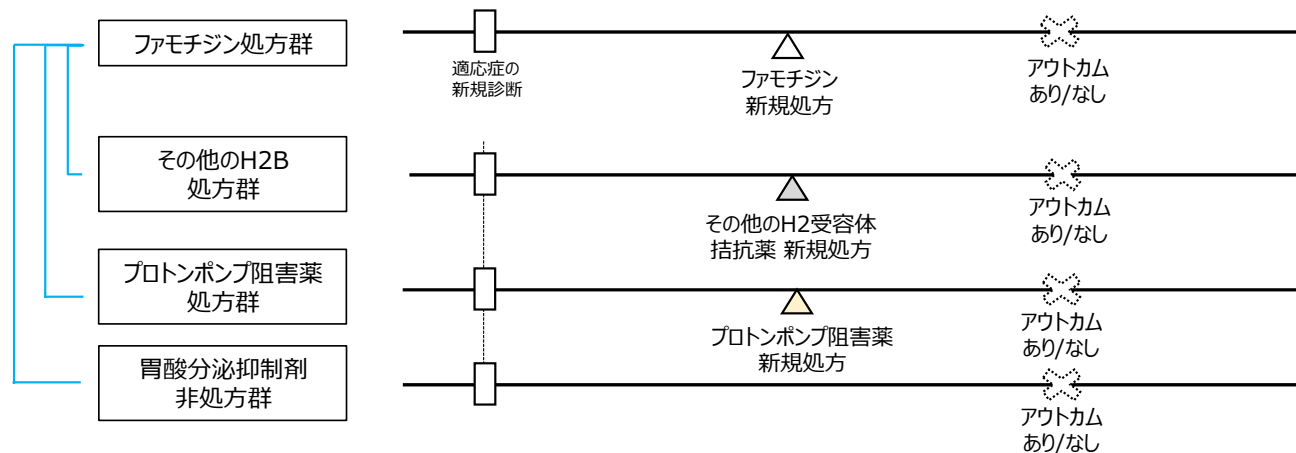 ファモチジン処方群
適応症の
新規診断
ファモチジン
新規処方
アウトカム
あり/なし
その他のH2B
処方群
その他のH2受容体
拮抗薬 新規処方
アウトカム
あり/なし
プロトンポンプ阻害薬
処方群
プロトンポンプ阻害薬
新規処方
アウトカム
あり/なし
胃酸分泌抑制剤
非処方群
アウトカム
あり/なし